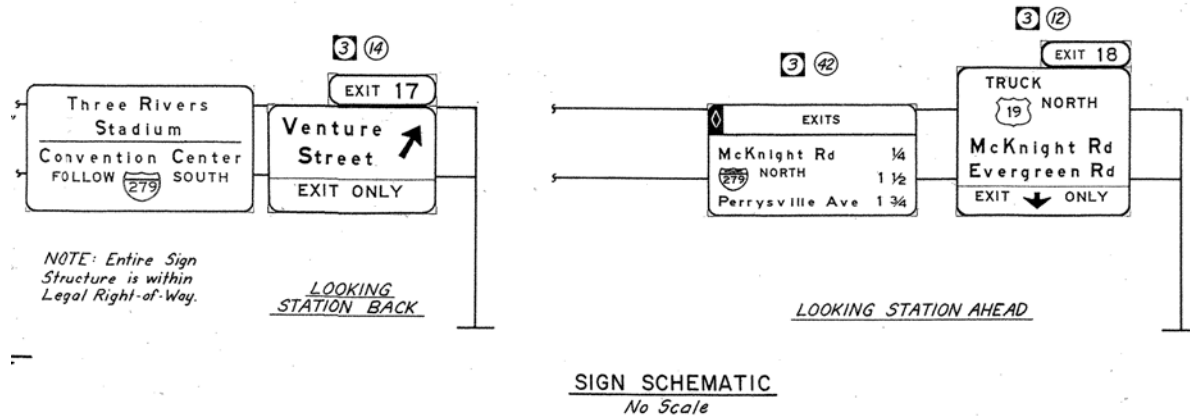 3 14
EXIT 17
Three Rivers
Stadium
Convention Center
FOLLOW 279 SOUTH
Venture
Street
EXIT ONLY
NOTE: Entire Sign
Structure is within
Legal Right-of-Way.
LOOKING
STATION BACK
3 42
EXITS
McKnight Rd 1/4
279 NORTH 1 1/2
Perrysville Ave 1 3/4
3 12
EXIT 18
TRUCK
19 NORTH
McKnight Rd
Evergreen Rd
EXIT ONLY
LOOKING STATION AHEAD
SIGN SCHEMATIC
No Scale